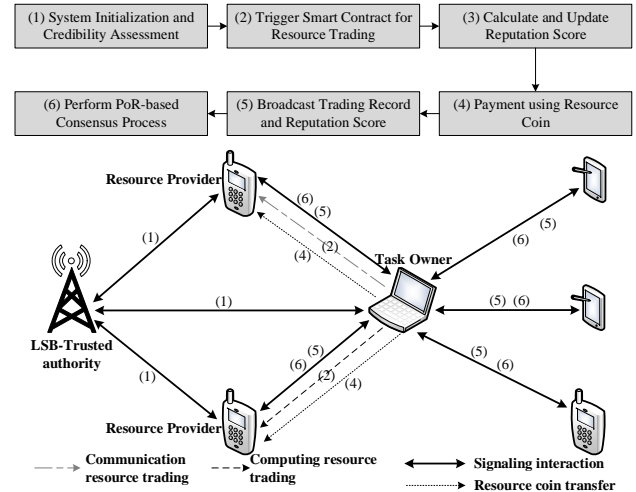 (1) System Initialization and
Credibility Assessment
(2) Trigger Smart Contract for
Resource Trading
(3) Calculate and Update
Reputation Score
(6) Perform PoR-based
Consensus Process
(5) Broadcast Trading Record
and Reputation Score
(4) Payment using Resource
Coin
Resource Provider
(6)
(5)
(1)
(2)
(4)
Task Owner
(5)
(6)
LSB-Trusted
authority
(1)
(5) (6)
(1)
(6)
(5)
(2)
(4)
(5)
(6)
Resource Provider
Communication
resource trading
Computing resource
trading
Signaling interaction
Resource coin transfer